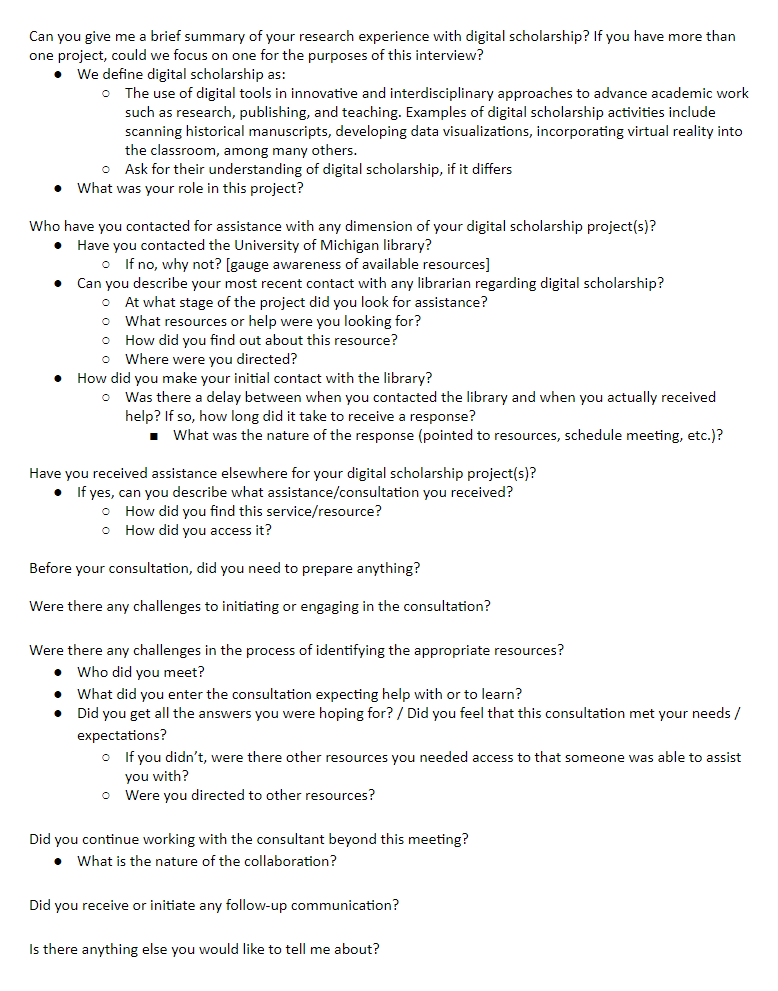 Can you give me a brief summary of your research experience with digital scholarship? If you have more than
one project, could we focus on one for the purposes of this interview?
● We define digital scholarship as:
○ The use of digital tools in innovative and interdisciplinary approaches to advance academic work
such as research, publishing, and teaching. Examples of digital scholarship activities include
scanning historical manuscripts, developing data visualizations, incorporating virtual reality into
the classroom, among many others.
○ Ask for their understanding of digital scholarship, if it differs
● What was your role in this project?
Who have you contacted for assistance with any dimension of your digital scholarship project(s)?
● Have you contacted the University of Michigan library?
○ If no, why not? [gauge awareness of available resources]
● Can you describe your most recent contact with any librarian regarding digital scholarship?
○ At what stage of the project did you look for assistance?
○ What resources or help were you looking for?
○ How did you find out about this resource?
○ Where were you directed?
● How did you make your initial contact with the library?
○ Was there a delay between when you contacted the library and when you actually received
help? If so, how long did it take to receive a response?
■ What was the nature of the response (pointed to resources, schedule meeting, etc.)?
Have you received assistance elsewhere for your digital scholarship project(s)?
● If yes, can you describe what assistance/consultation you received?
○ How did you find this service/resource?
○ How did you access it?
Before your consultation, did you need to prepare anything?
Were there any challenges to initiating or engaging in the consultation?
Were there any challenges in the process of identifying the appropriate resources?
● Who did you meet?
● What did you enter the consultation expecting help with or to learn?
● Did you get all the answers you were hoping for? / Did you feel that this consultation met your needs /
expectations?
○ If you didn't, were there other resources you needed access to that someone was able to assist
you with?
○ Were you directed to other resources?
Did you continue working with the consultant beyond this meeting?
● What is the nature of the collaboration?
Did you receive or initiate any follow-up communication?
Is there anything else you would like to tell me about?